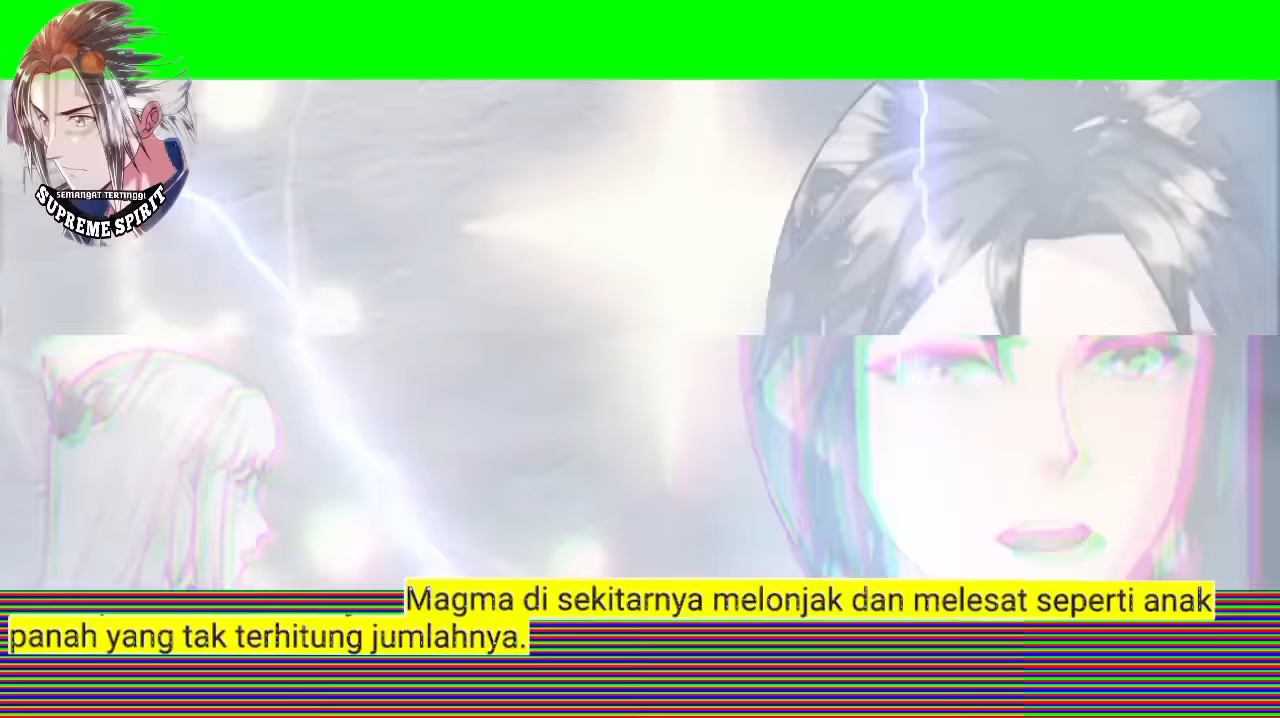 SEMANGAT TERTINGGI
SUPREME SPIRIT
Magma di sekitarnya melonjak dan melesat seperti anak
panah yang tak terhitung jumlahnya.